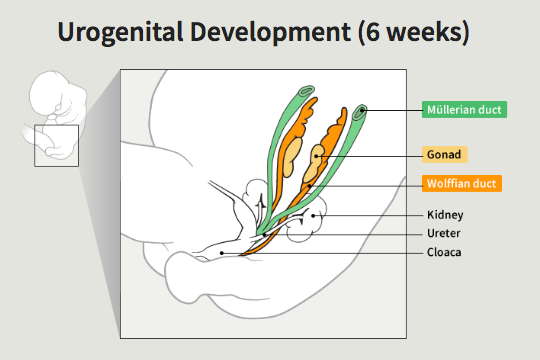 Urogenital Development (6 weeks)
Müllerian duct
Gonad
Wolffian duct
Kidney
Ureter
Cloaca